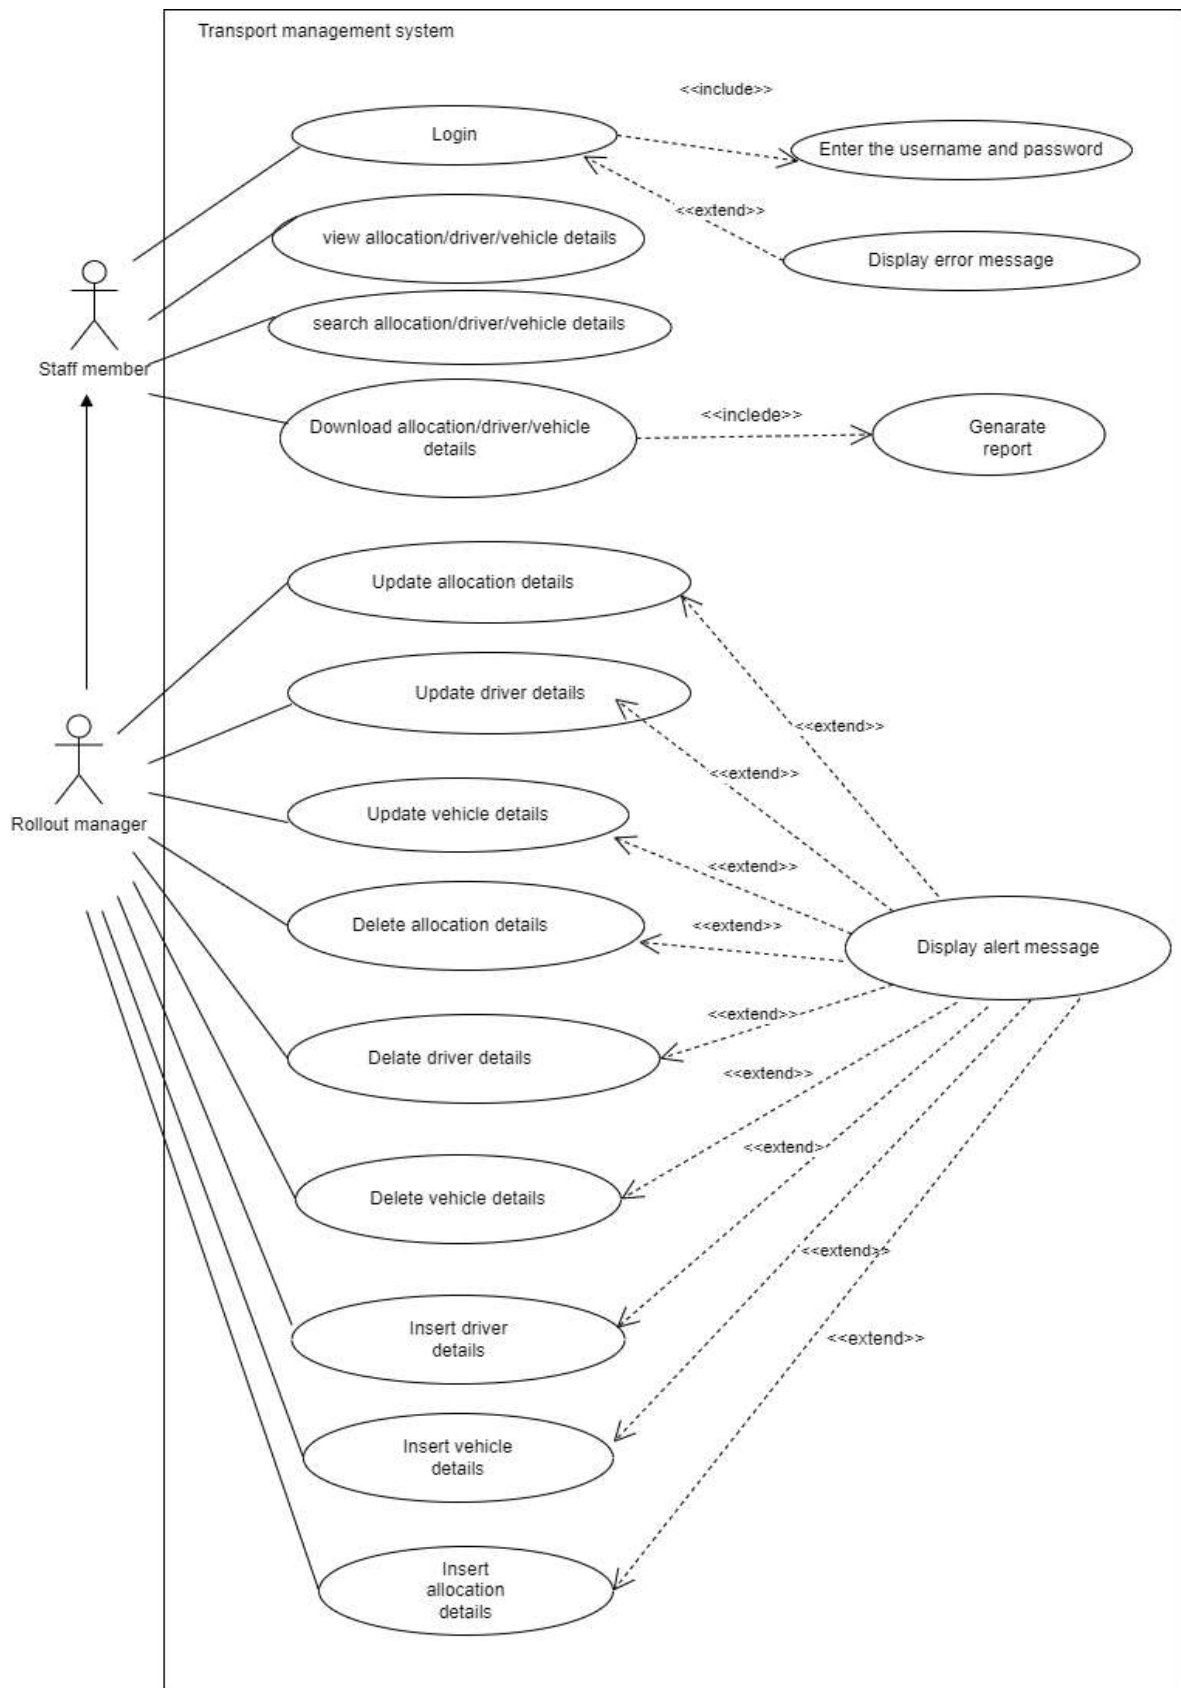 Transport management system
<<include>>
Login
Enter the username and password
<<extend>>
view allocation/driver/vehicle details
Display error message
search allocation/driver/vehicle details
Staff member
Download allocation/driver/vehicle
details
<<inclede>>
Genarate
report
Update allocation details
Update driver details
<<extend>>
<<extend>>
Rollout manager
Update vehicle details
<<extend>>
Delete allocation details
<<extend>>
Display alert message
<<extend>>
Delate driver details
<<extend>>
<<extend>
Delete vehicle details
<<extend>>
Insert driver
details
<<extend>>
Insert vehicle
details
Insert
allocation
details